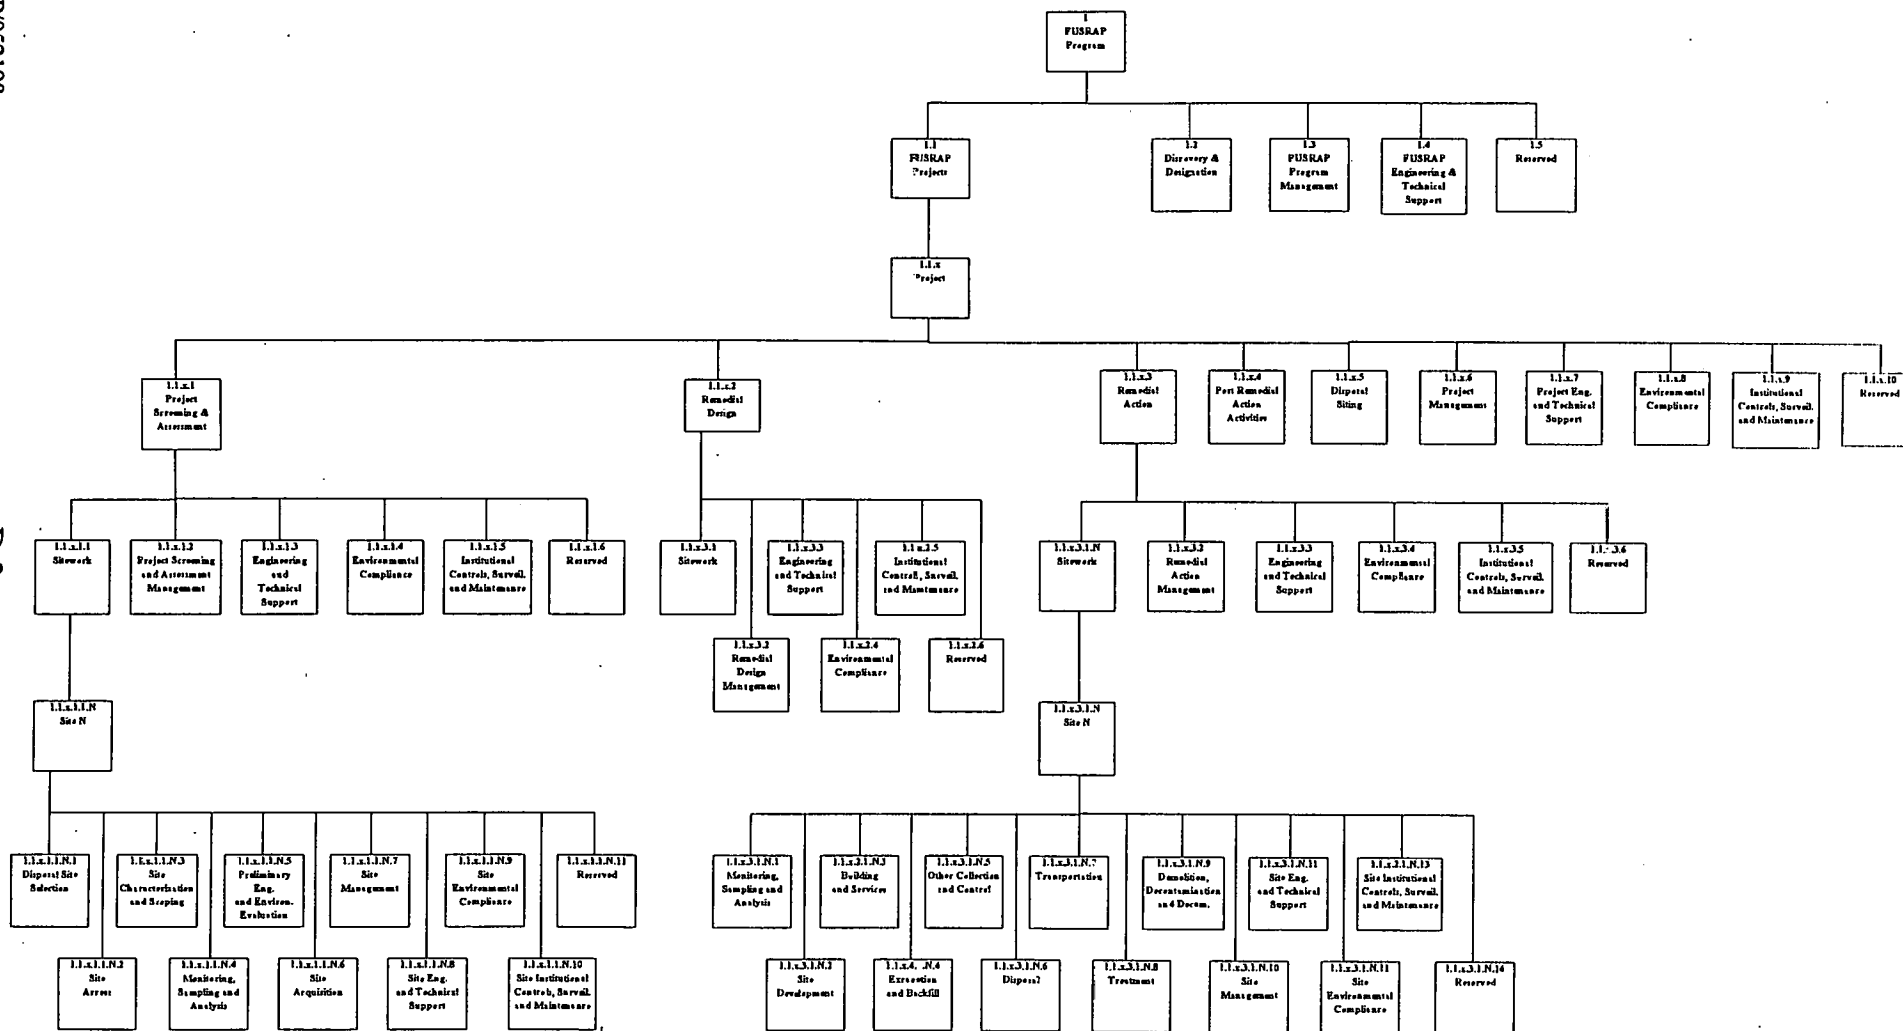 1
FUSRAP
Program
1.1
FUSRAP
Projects
1.2
Discovery &
Designation
1.3
FUSRAP
Program
Management
1.4
FUSRAP
Engineering &
Technical
Support
1.5
Reserved
1.1.x
Project
1.1.x.1
Project
Screening &
Assessment
1.1.x.2
Remedial
Design
1.1.x.3
Remedial
Action
1.1.x.4
Post Remedial
Action
Activities
1.1.x.5
Disposal
Siting
1.1.x.6
Project
Management
1.1.x.7
Project Eng.
and Technical
Support
1.1.x.8
Environmental
Compliance
1.1.x.9
Institutional
Controls, Surveil.
and Maintenance
1.1.x.10
Reserved
1.1.x.1.1
Sitework
1.1.x.1.2
Project Screening
and Assessment
Management
1.1.x.1.3
Engineering
and
Technical
Support
1.1.x.1.4
Environmental
Compliance
1.1.x.1.5
Institutional
Controls, Surveil.
and Maintenance
1.1.x.1.6
Reserved
1.1.x.3.1
Sitework
1.1.x.3.3
Engineering
and Technical
Support
1.1.x.2.5
Institutional
Control, Surveil.
and Maintenance
1.1.x.3.2
Remedial
Design
Management
1.1.x.2.4
Environmental
Compliance
1.1.x.2.6
Reserved
1.1.x.3.1.N
Sitework
1.1.x.3.2
Remedial
Action
Management
1.1.x.3.3
Engineering
and Technical
Support
1.1.x.3.4
Environmental
Compliance
1.1.x.3.5
Institutional
Controls, Surveil.
and Maintenance
Reserved
1.1.x.1.1.N
Site N
1.1.x.3.1.N
Site N
1.1.x.1.1.N.1
Disposal Site
Selection
1.1.x.1.1.N.3
Site
Characterization
and Scoping
1.1.x.1.1.N.5
Preliminary
Eng.
and Environ.
Evaluation
1.1.x.1.1.N.7
Site
Management
1.1.x.1.1.N.9
Site
Environmental
Compliance
1.1.x.1.1.N.11
Reserved
1.1.x.1.1.N.2
Site
Access
1.1.x.1.1.N.4
Monitoring,
Sampling and
Analysis
1.1.x.1.1.N.6
Site
Acquisition
1.1.x.1.1.N.8
Site Eng.
and Technical
Support
1.1.x.1.1.N.10
Site Institutional
Controls, Surveil.
and Maintenance
1.1.x.3.1.N.1
Monitoring,
Sampling and
Analysis
1.1.x.2.1.N.3
Building
and Services
1.1.x.3.1.N.5
Other Collection
and Control
Transportation
1.1.x.3.1.N.9
Demolition,
Decontamination
and Decom.
1.1.x.3.1.N.11
Site Eng.
and Technical
Support
1.1.x.2.1.N.13
Site Institutional
Controls, Surveil.
and Maintenance
1.1.x.3.1.N.2
Site
Development
Excavation
and Backfill
1.1.x.3.1.N.6
Disposal
1.1.x.3.1.N.8
Treatment
1.1.x.3.1.N.10
Site
Management
1.1.x.3.1.N.11
Site
Environmental
Compliance
1.1.x.3.1.N.14
Reserved